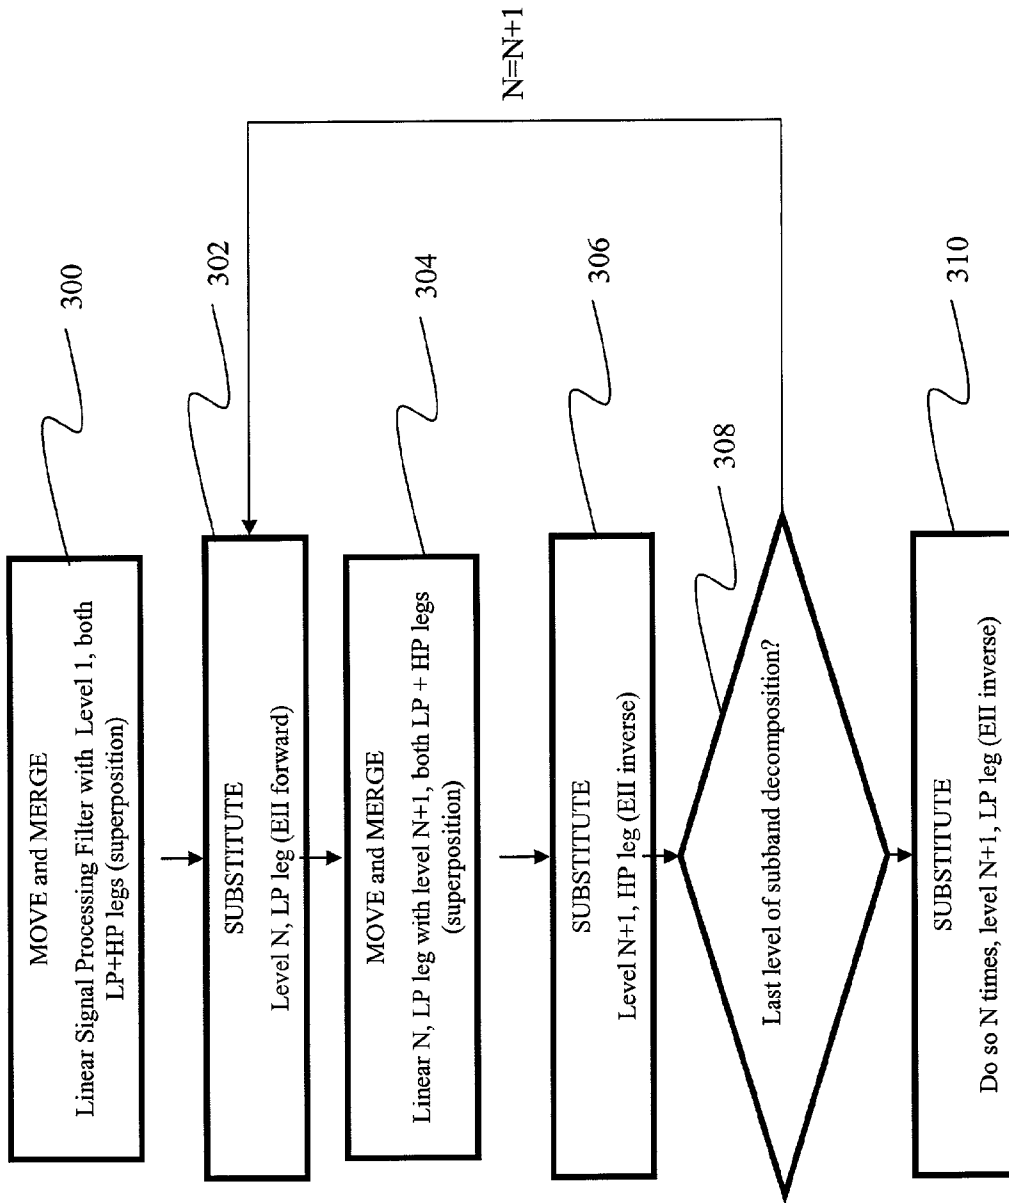 MOVE and MERGE
Linear Signal Processing Filter with Level 1, both
LP+HP legs (superposition)
300
SUBSTITUTE
Level N, LP leg (EII forward)
302
MOVE and MERGE
Linear N, LP leg with level N+1, both LP + HP legs
(superposition)
304
SUBSTITUTE
Level N+1, HP leg (EII inverse)
306
Last level of subband decomposition?
308
N=N+1
SUBSTITUTE
Do so N times, level N+1, LP leg (EII inverse)
310